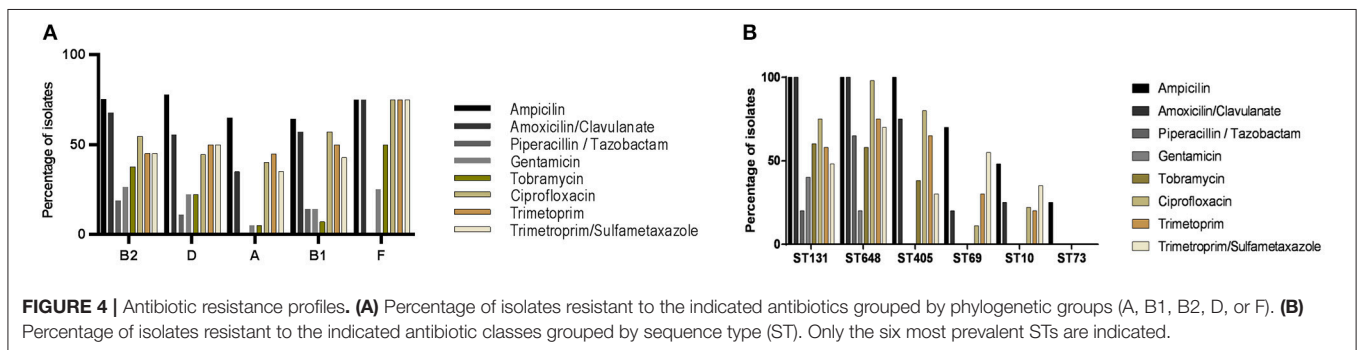 A
Percentage of isolates
100
50
0
B2 D A B1 F
Ampicilin
Amoxicilin/Clavulanate
Piperacillin / Tazobactam
Gentamicin
Tobramycin
Ciprofloxacin
Trimetoprim
Trimetroprim/Sulfametaxazole
B
Percentage of isolates
100
50
0
ST131 ST648 ST405 ST69 ST10 ST73
Ampicilin
Amoxicilin/Clavulanate
Piperacillin / Tazobactam
Gentamicin
Tobramycin
Ciprofloxacin
Trimetoprim
Trimetroprim/Sulfametaxazole
FIGURE 4 | Antibiotic resistance profiles. (A) Percentage of isolates resistant to the indicated antibiotics grouped by phylogenetic groups (A, B1, B2, D, or F). (B)
Percentage of isolates resistant to the indicated antibiotic classes grouped by sequence type (ST). Only the six most prevalent STs are indicated.